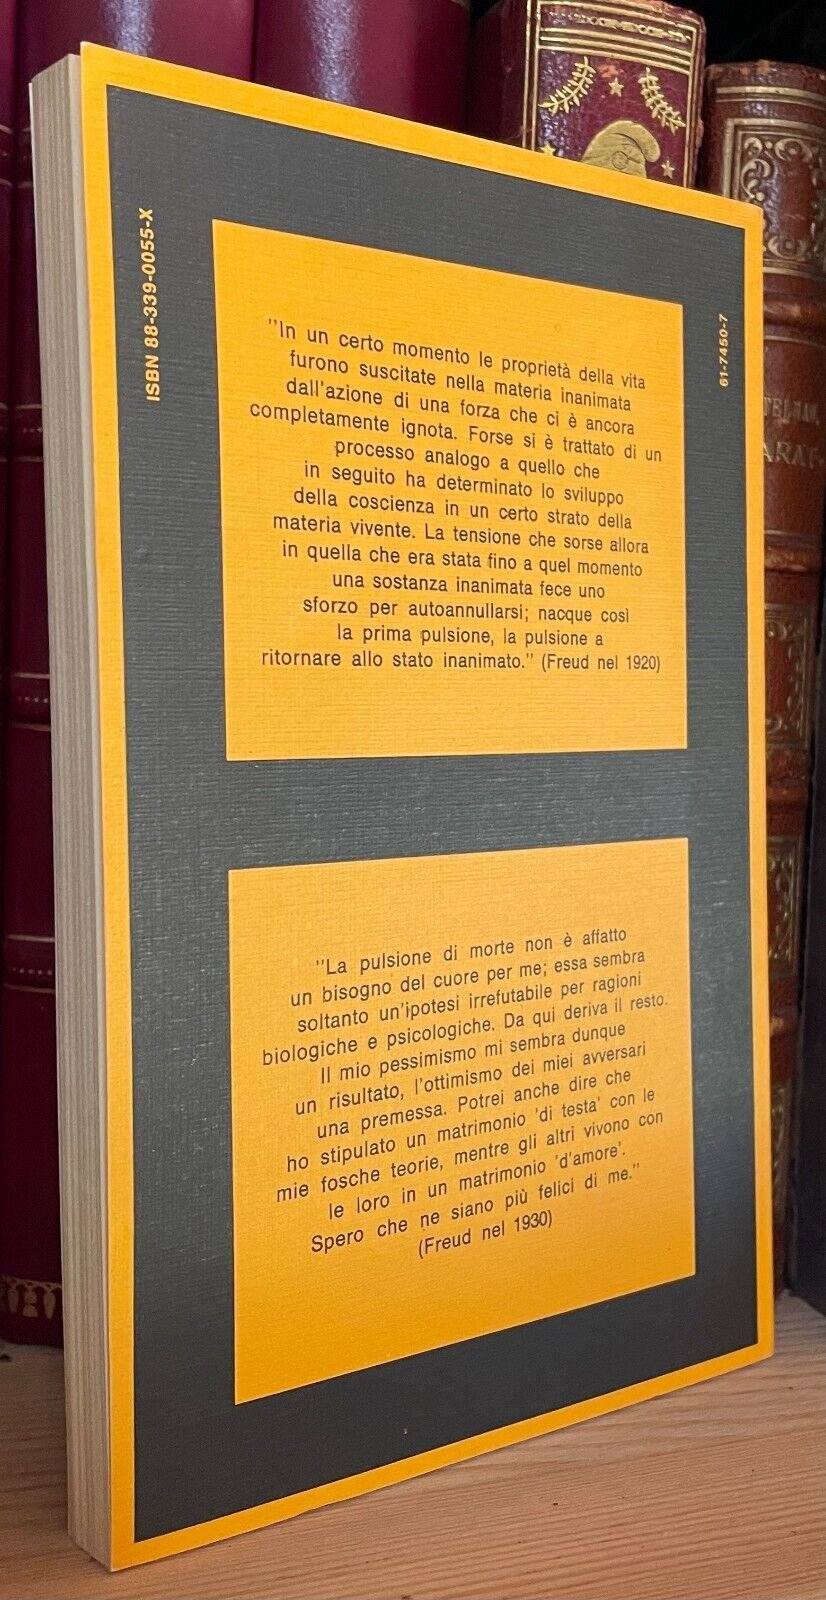 ISBN 88-339-0055-X
61-7450-7
"In un certo momento le proprietà della vita
furono suscitate nella materia inanimata
dall'azione di una forza che ci è ancora
completamente ignota. Forse si è trattato di un
processo analogo a quello che
in seguito ha determinato lo sviluppo
della coscienza in un certo strato della
materia vivente. La tensione che sorse allora
in quella che era stata fino a quel momento
una sostanza inanimata fece uno
sforzo per autoannullarsi; nacque così
la prima pulsione, la pulsione a
ritornare allo stato inanimato." (Freud nel 1920)
"La pulsione di morte non è affatto
un bisogno del cuore per me; essa sembra
soltanto un'ipotesi irrefutabile per ragioni
biologiche e psicologiche. Da qui deriva il resto.
Il mio pessimismo mi sembra dunque
un risultato, l'ottimismo dei miei avversari
una premessa. Potrei anche dire che
ho stipulato un matrimonio 'di testa' con le
mie fosche teorie, mentre gli altri vivono con
le loro in un matrimonio 'd'amore'.
Spero che ne siano più felici di me."
(Freud nel 1930)